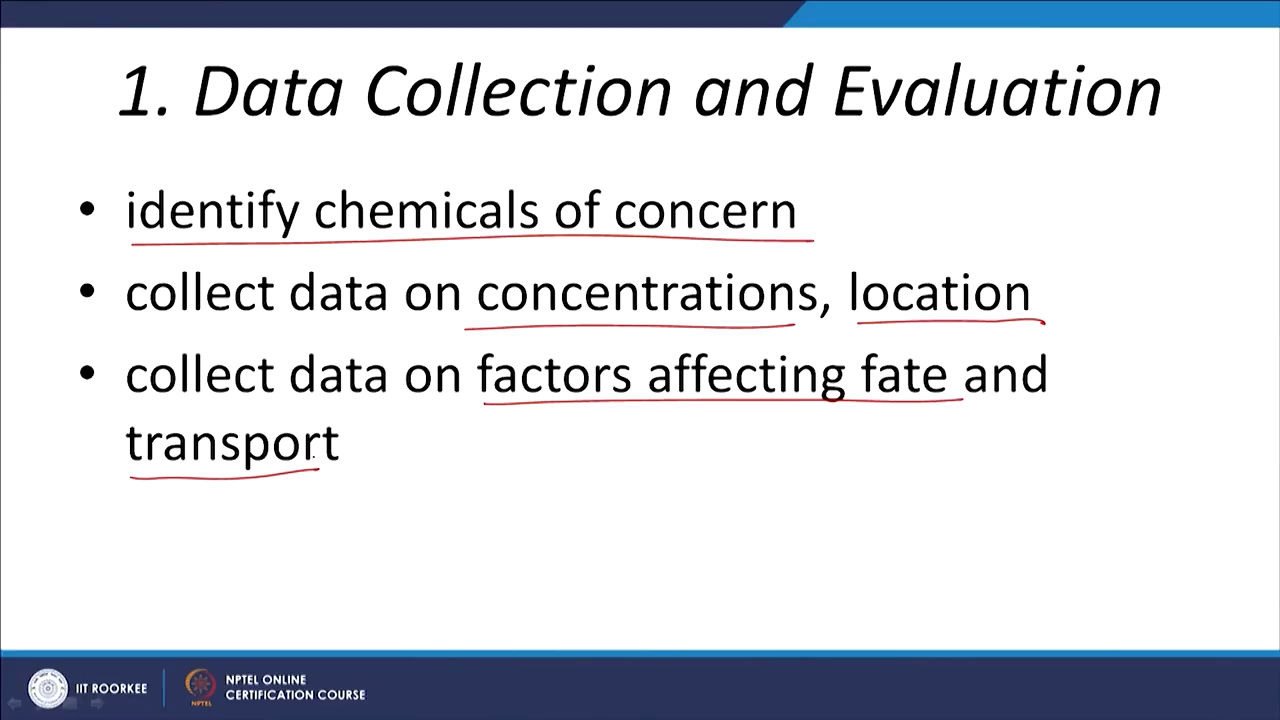 1. Data Collection and Evaluation
• identify chemicals of concern
• collect data on concentrations, location
• collect data on factors affecting fate and
transport
IIT ROORKEE
NPTEL
NPTEL ONLINE
CERTIFICATION COURSE